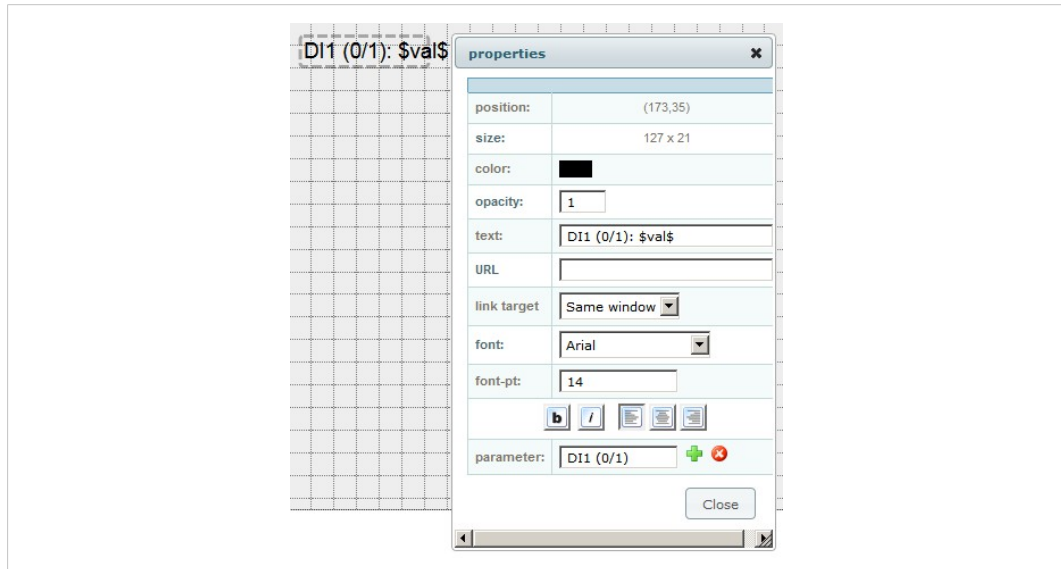 DI1 (0/1): $val$
properties
position: (173,35)
size: 127 x 21
color:
opacity: 1
text: DI1 (0/1): $val$
URL
link target Same window
font: Arial
font-pt: 14
b i
parameter: DI1 (0/1)
Close